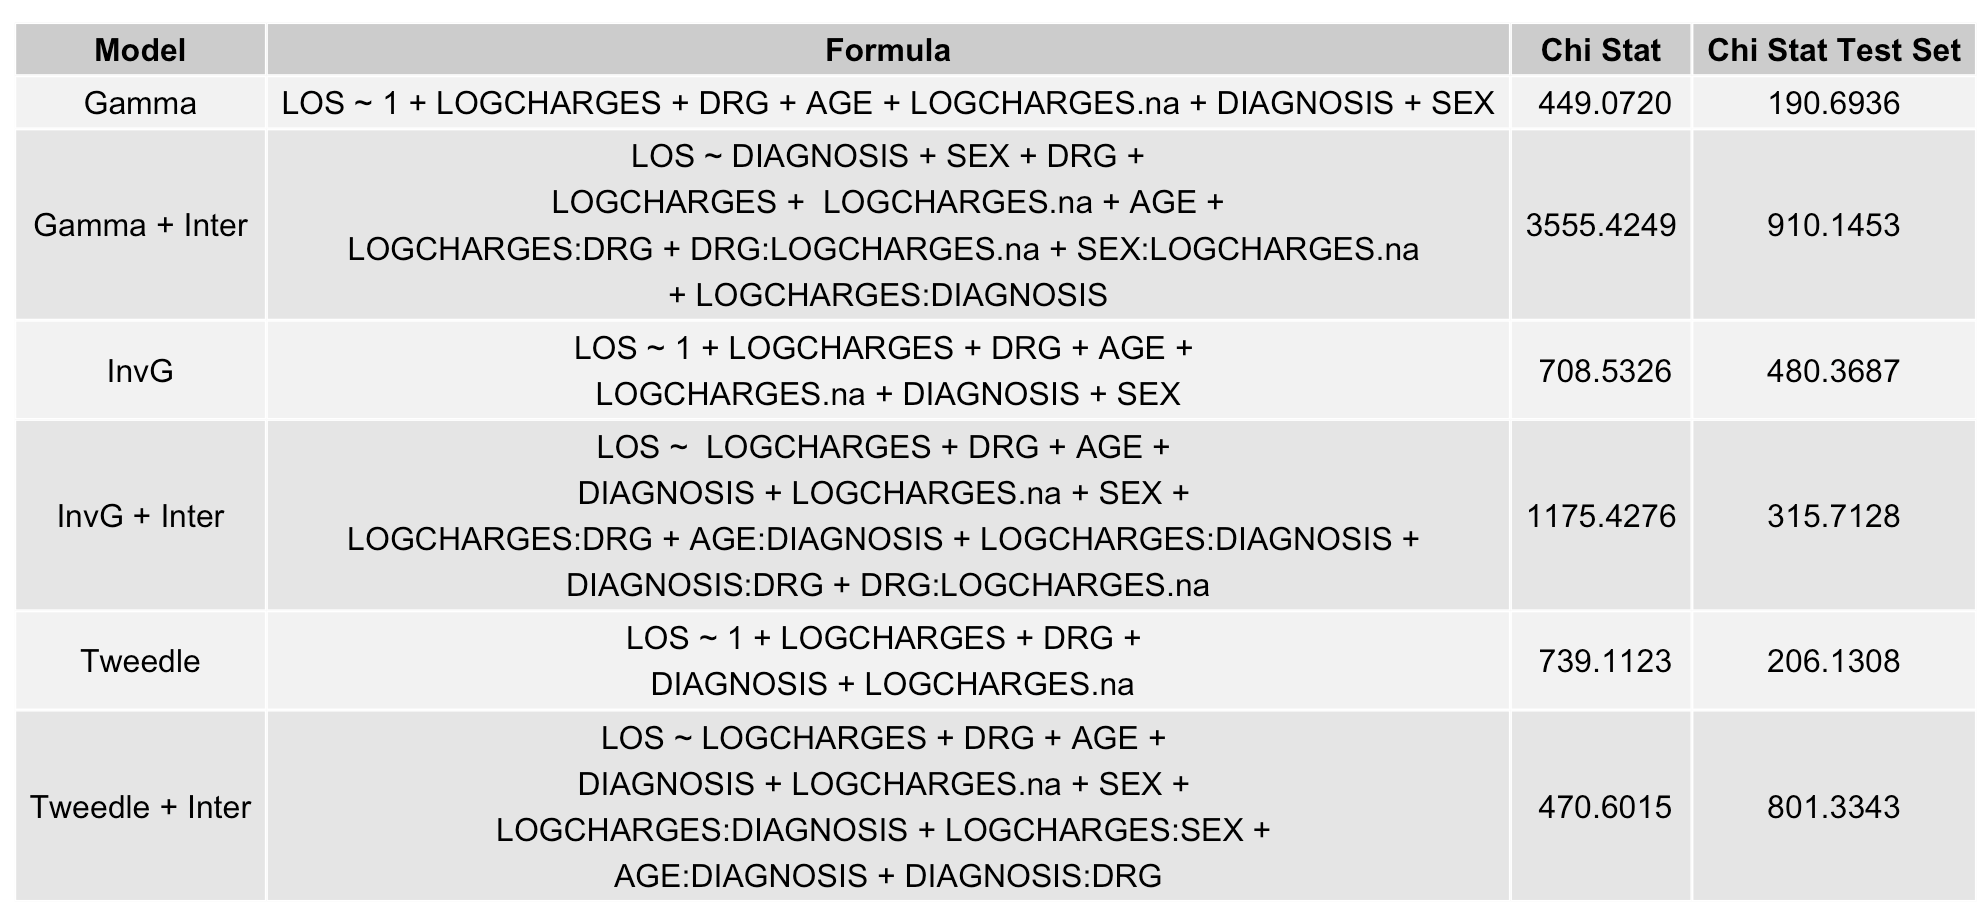 Model Formula Chi Stat Chi Stat Test Set
Gamma LOS ~ 1 + LOGCHARGES + DRG + AGE + LOGCHARGES.na + DIAGNOSIS + SEX 449.0720 190.6936
LOS ~ DIAGNOSIS + SEX + DRG +
LOGCHARGES + LOGCHARGES.na + AGE +
Gamma + Inter 3555.4249 910.1453
LOGCHARGES:DRG + DRG:LOGCHARGES.na + SEX:LOGCHARGES.na
+ LOGCHARGES:DIAGNOSIS
LOS ~ 1 + LOGCHARGES + DRG + AGE +
InvG 708.5326 480.3687
LOGCHARGES.na + DIAGNOSIS + SEX
LOS ~ LOGCHARGES + DRG + AGE +
DIAGNOSIS + LOGCHARGES.na + SEX +
InvG + Inter 1175.4276 315.7128
LOGCHARGES:DRG + AGE:DIAGNOSIS + LOGCHARGES:DIAGNOSIS +
DIAGNOSIS:DRG + DRG:LOGCHARGES.na
LOS ~ 1 + LOGCHARGES + DRG +
Tweedle 739.1123 206.1308
DIAGNOSIS + LOGCHARGES.na
LOS ~ LOGCHARGES + DRG + AGE +
DIAGNOSIS + LOGCHARGES.na + SEX +
Tweedle + Inter 470.6015 801.3343
LOGCHARGES:DIAGNOSIS + LOGCHARGES:SEX +
AGE:DIAGNOSIS + DIAGNOSIS:DRG